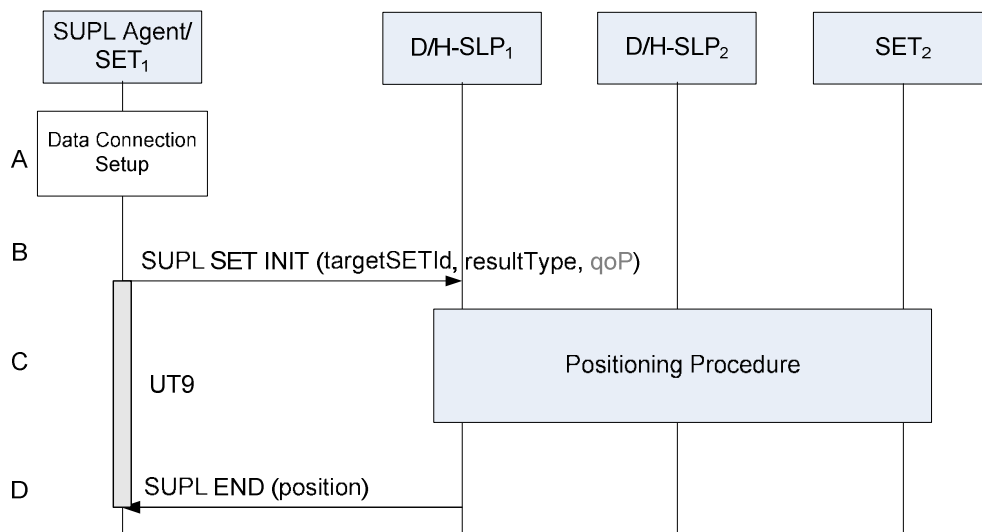 SUPL Agent/
SET₁
D/H-SLP₁
D/H-SLP₂
SET₂
A
Data Connection
Setup
B
SUPL SET INIT (targetSETId, resultType, qoP)
C
Positioning Procedure
UT9
D
SUPL END (position)